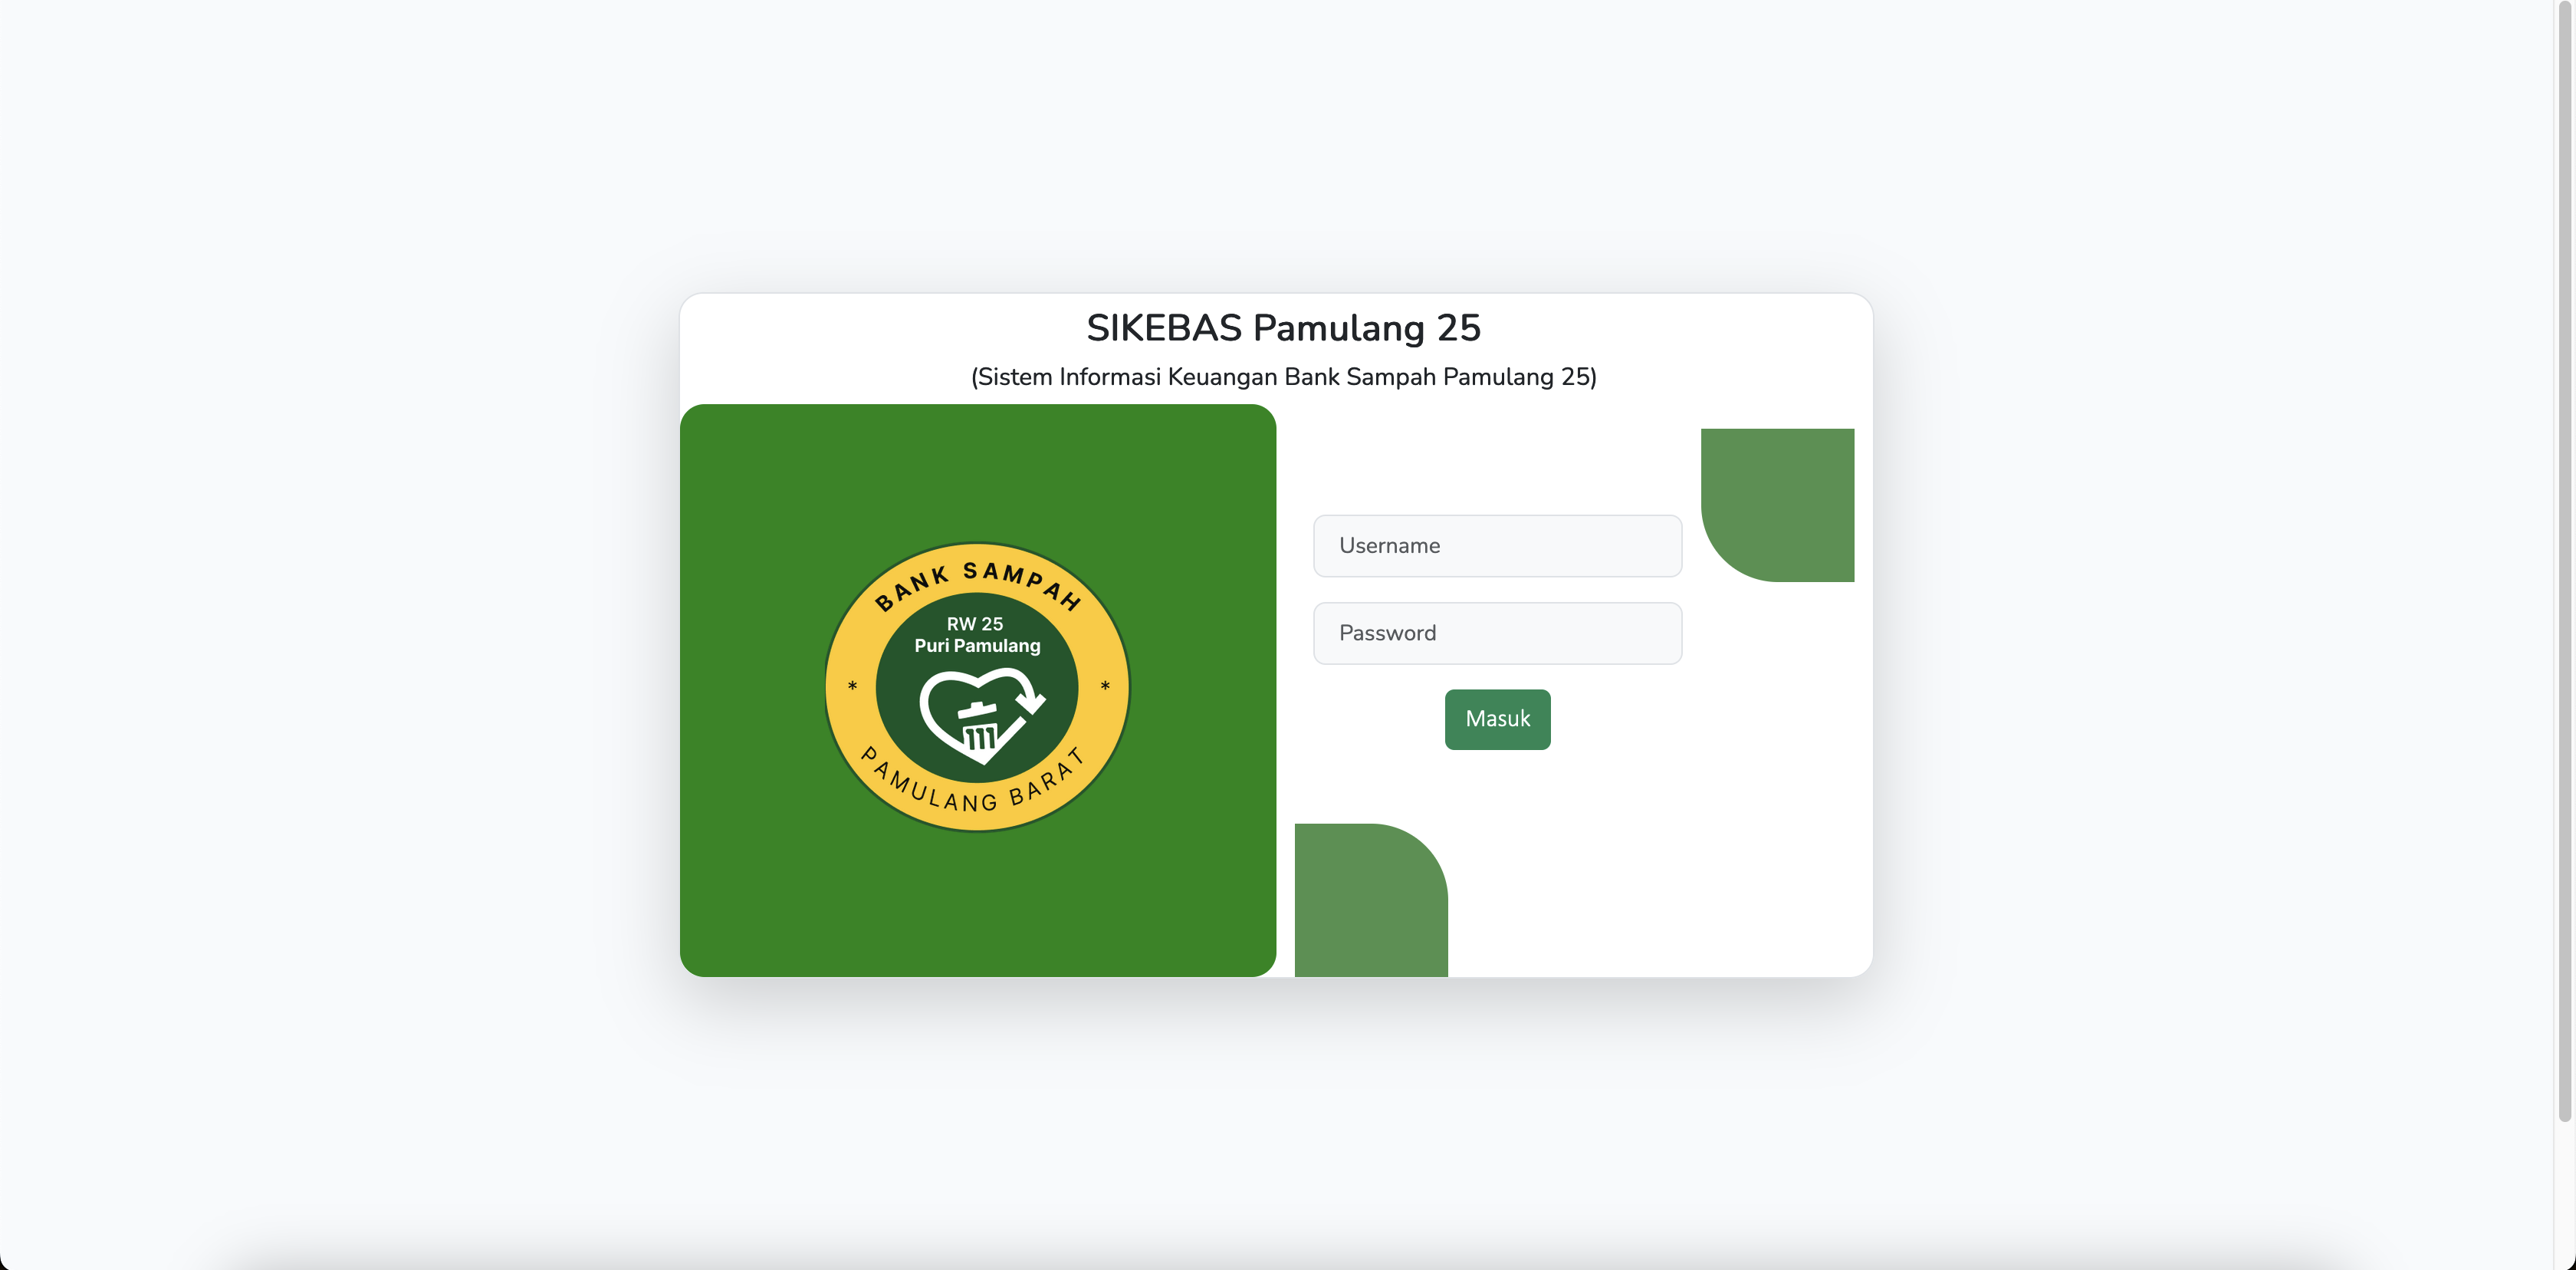 SIKEBAS Pamulang 25
(Sistem Informasi Keuangan Bank Sampah Pamulang 25)
BANK SAMPAH
RW 25
Puri Pamulang
* *
PAMULANG BARAT
Username
Password
Masuk